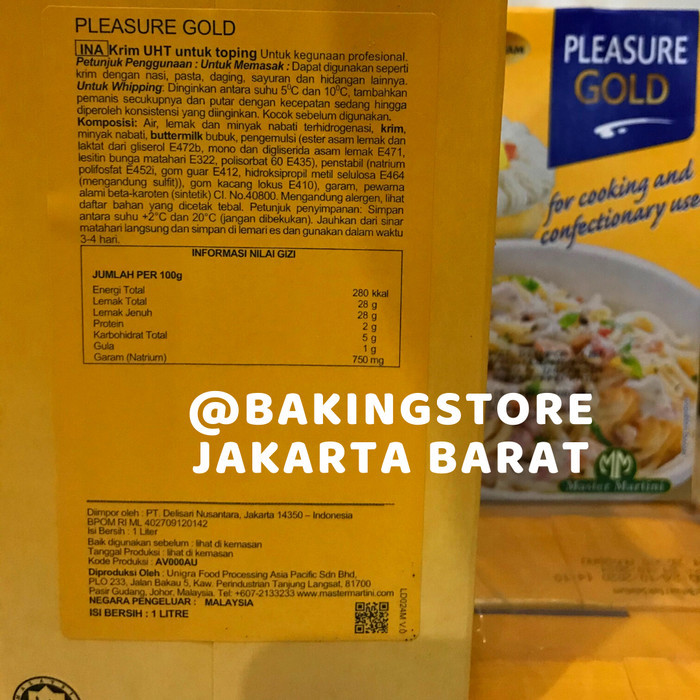 PLEASURE GOLD
INA Krim UHT untuk toping Untuk kegunaan profesional.
Petunjuk Penggunaan : Untuk Memasak : Dapat digunakan seperti
krim dengan nasi, pasta, daging, sayuran dan hidangan lainnya.
Untuk Whipping: Dinginkan antara suhu 5°C dan 10°C, tambahkan
pemanis secukupnya dan putar dengan kecepatan sedang hingga
diperoleh konsistensi yang diinginkan. Kocok sebelum digunakan.
Komposisi: Air, lemak dan minyak nabati terhidrogenasi, krim,
minyak nabati, buttermilk bubuk, pengemulsi (ester asam lemak dan
laktat dari gliserol E472b, mono dan digliserida asam lemak E471,
lesitin bunga matahari E322, polisorbat 60 E435), penstabil (natrium
polifosfat E452i, gom guar E412, hidroksipropil metil selulosa E464
(mengandung sulfit)), gom kacang lokus E410), garam, pewarna
alami beta-karoten (sintetik) CI. No.40800. Mengandung alergen, lihat
daftar bahan yang dicetak tebal. Petunjuk penyimpanan: Simpan
antara suhu +2°C dan 20°C (jangan dibekukan). Jauhkan dari sinar
matahari langsung dan simpan di lemari es dan gunakan dalam waktu
3-4 hari.
INFORMASI NILAI GIZI
JUMLAH PER 100g
Energi Total 280 kkal
Lemak Total 28 g
Lemak Jenuh 28 g
Protein 2 g
Karbohidrat Total 5 g
Gula 1 g
Garam (Natrium) 750 mg
@BAKINGSTORE
JAKARTA BARAT
Diimpor oleh : PT. Delisari Nusantara, Jakarta 14350 – Indonesia
BPOM RI ML 402709120142
Isi Bersih : 1 Liter
Baik digunakan sebelum : lihat di kemasan
Tanggal Produksi : lihat di kemasan
Kode Produksi : AV000AU
Diproduksi Oleh : Unigra Food Processing Asia Pacific Sdn Bhd,
PLO 233, Jalan Bakau 5, Kaw. Perindustrian Tanjung Langsat, 81700
Pasir Gudang, Johor, Malaysia. Tel: +607-2133233 www.mastermartini.com
NEGARA PENGELUAR : MALAYSIA
ISI BERSIH : 1 LITRE
LD024M V.0
PLEASURE
GOLD
for cooking and
confectionary use
Master Martini